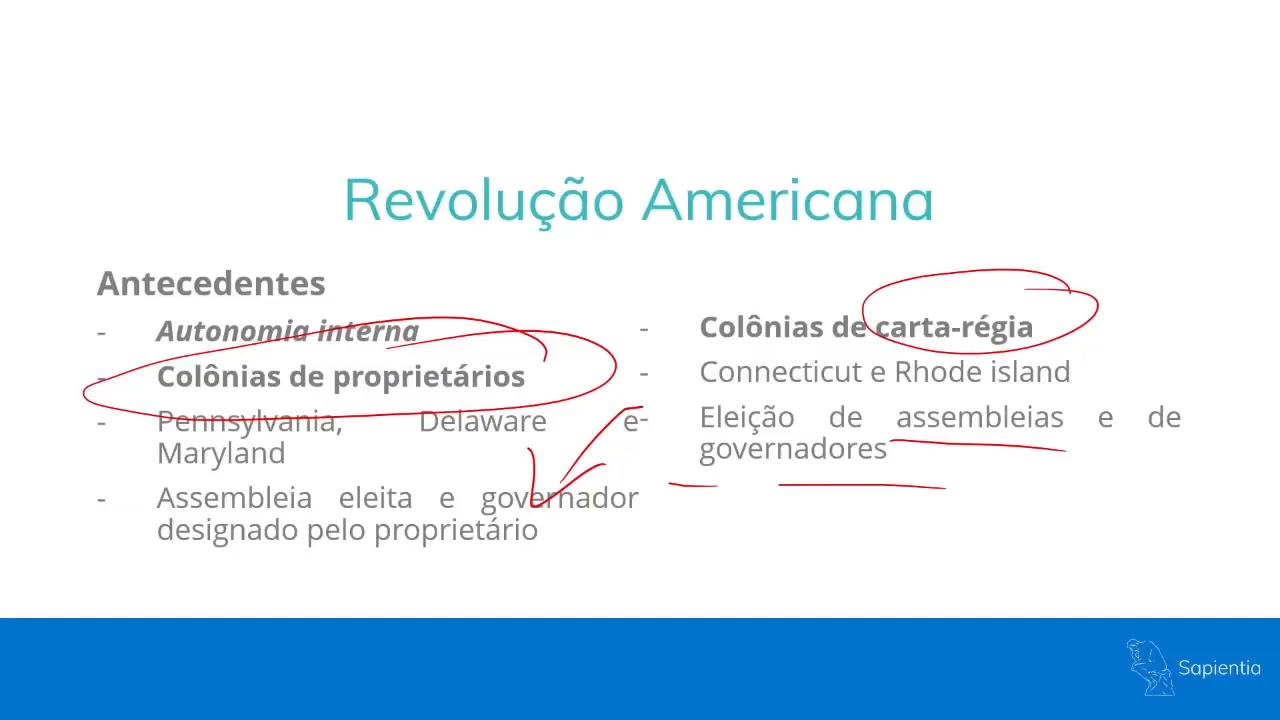 Revolução Americana
Antecedentes
- Autonomia interna
- Colônias de proprietários
- Pennsylvania, Delaware e
Maryland
- Assembleia eleita e governador
designado pelo proprietário
- Colônias de carta-régia
- Connecticut e Rhode island
- Eleição de assembleias e de
governadores
Sapientia